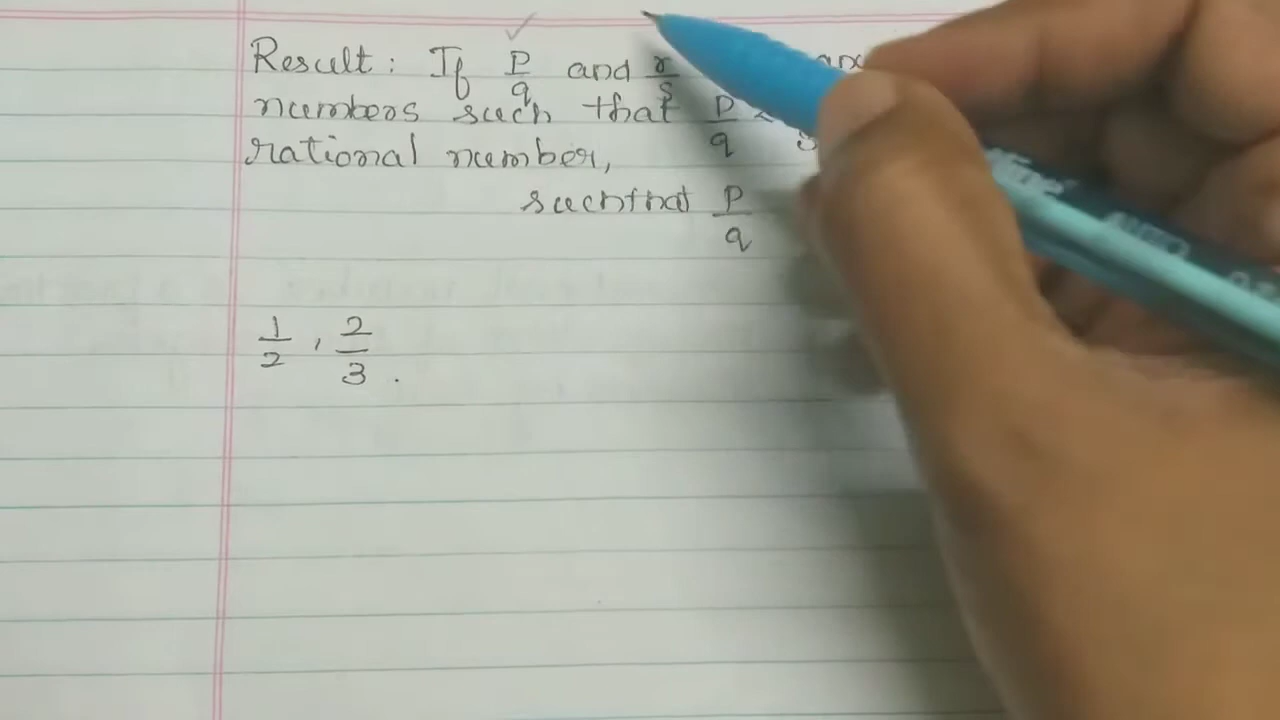 Result: If p/q and r/s
numbers such that p/q <
rational number,
such that p/q
1/2, 2/3.